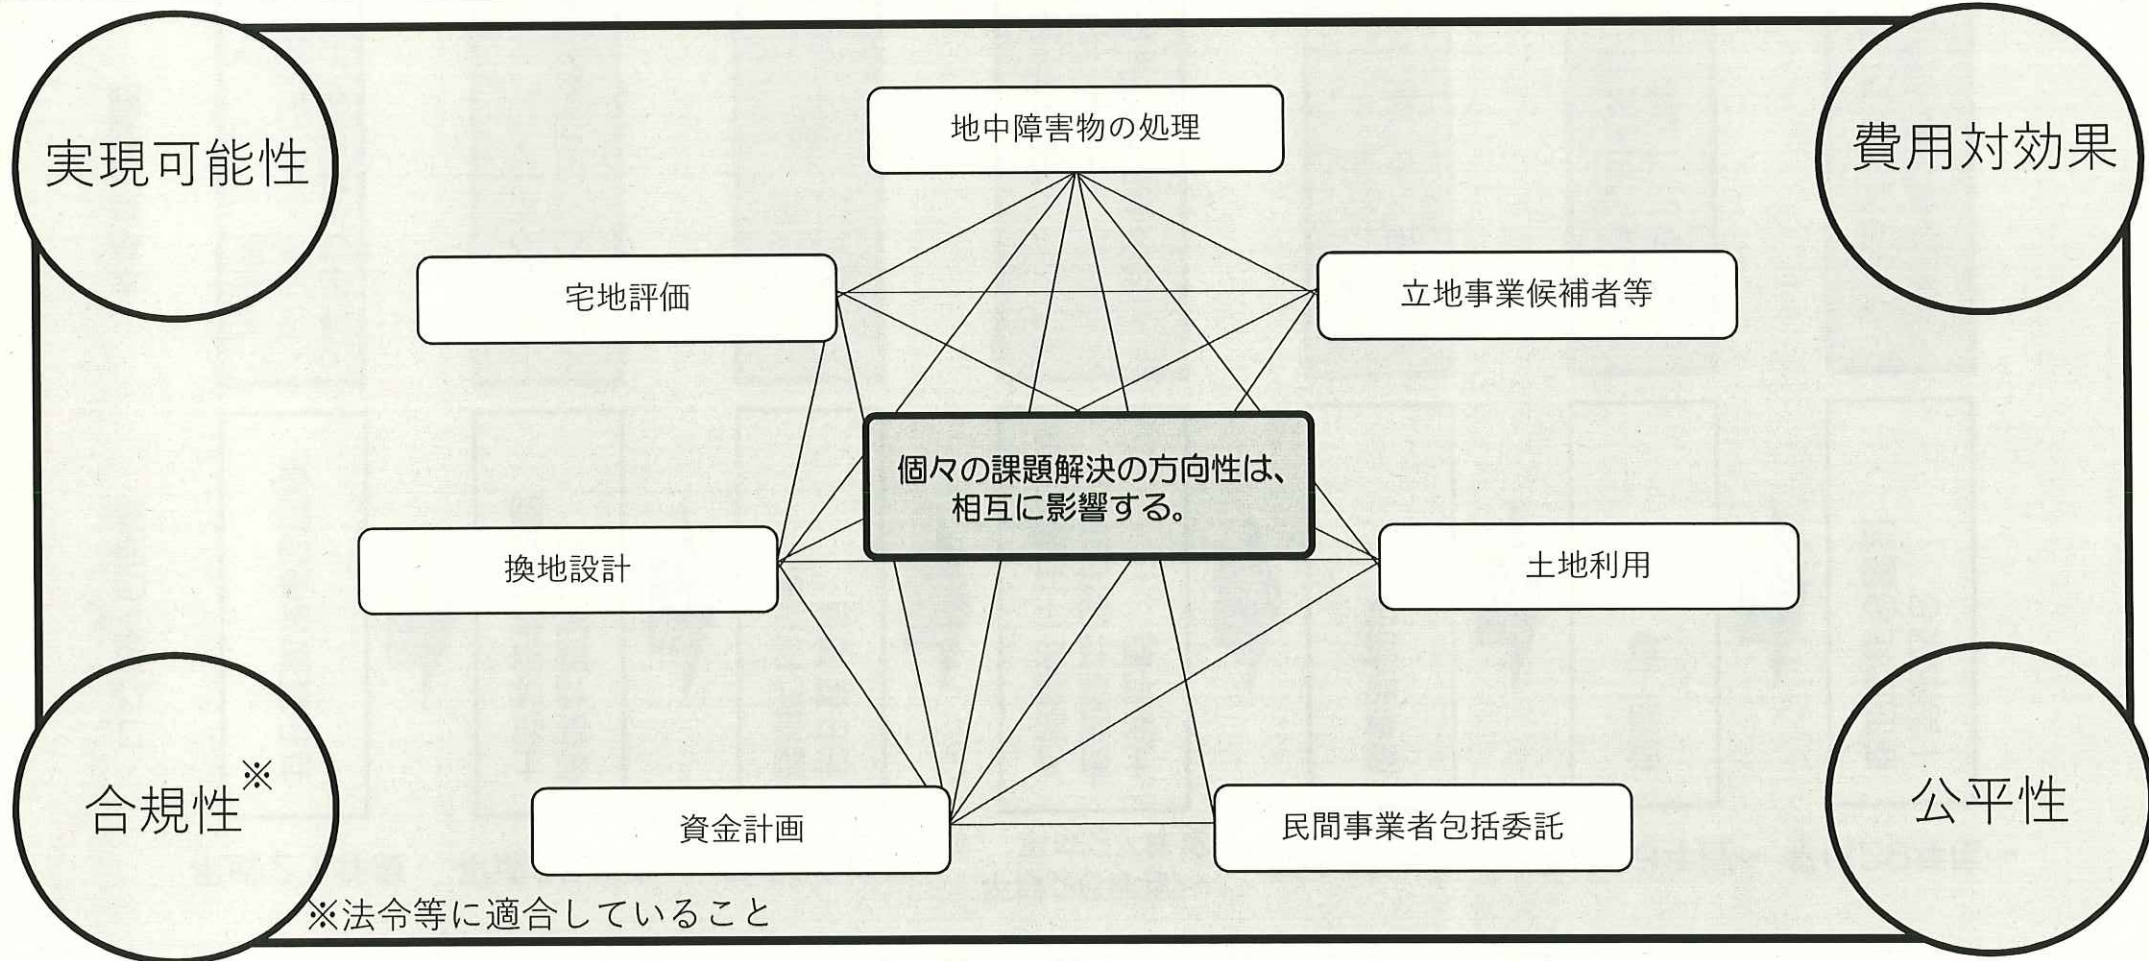 実現可能性
費用対効果
地中障害物の処理
宅地評価
立地事業候補者等
個々の課題解決の方向性は、
相互に影響する。
換地設計
土地利用
合規性※
資金計画
民間事業者包括委託
公平性
※法令等に適合していること